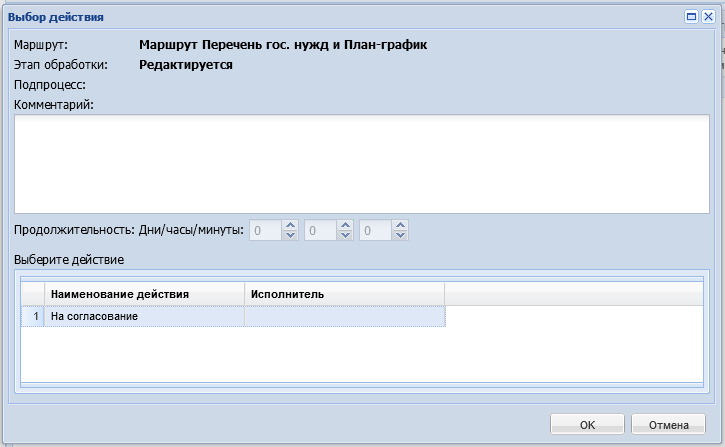 Выбор действия
Маршрут: Маршрут Перечень гос. нужд и План-график
Этап обработки: Редактируется
Подпроцесс:
Комментарий:
Продолжительность: Дни/часы/минуты: 0 0 0
Выберите действие
Наименование действия Исполнитель
1 На согласование
OK Отмена